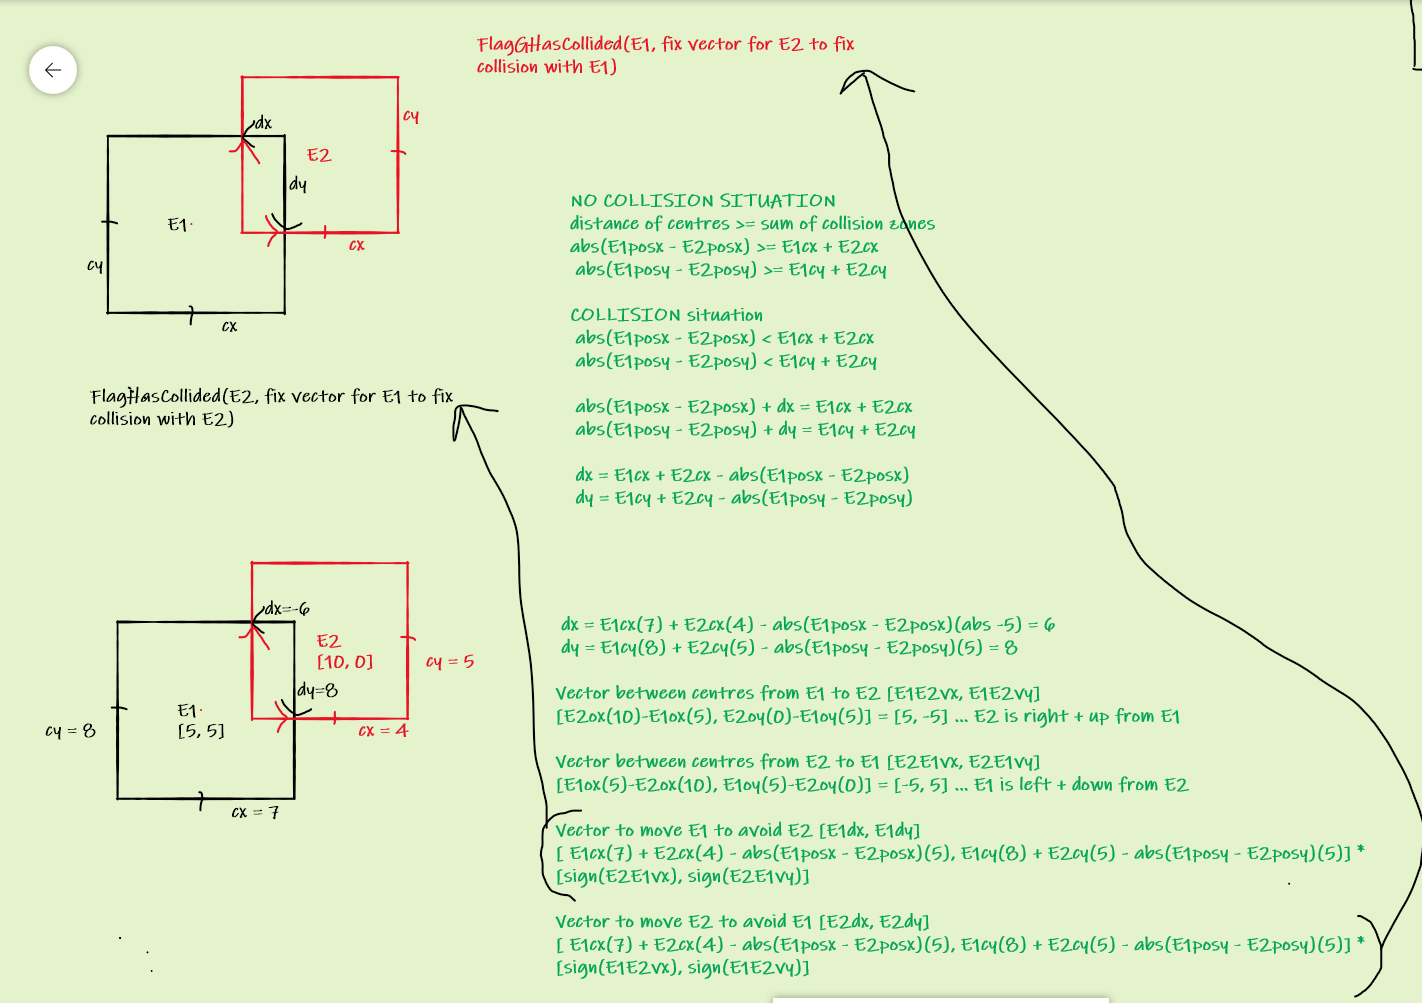 FlagGHasCollided(E1, fix vector for E2 to fix
collision with E1)
dx
cy
E2
dy
E1
cx
cy
cx
NO COLLISION SITUATION
distance of centres >= sum of collision zones
abs(E1posx - E2posx) >= E1cx + E2cx
abs(E1posy - E2posy) >= E1cy + E2cy
COLLISION situation
abs(E1posx - E2posx) < E1cx + E2cx
abs(E1posy - E2posy) < E1cy + E2cy
abs(E1posx - E2posx) + dx = E1cx + E2cx
abs(E1posy - E2posy) + dy = E1cy + E2cy
dx = E1cx + E2cx - abs(E1posx - E2posx)
dy = E1cy + E2cy - abs(E1posy - E2posy)
FlagHasCollided(E2, fix vector for E1 to fix
collision with E2)
dx=-6
E2
[10, 0]
cy = 5
dy=8
E1
[5, 5]
cy = 8
cx = 4
cx = 7
dx = E1cx(7) + E2cx(4) - abs(E1posx - E2posx)(abs -5) = 6
dy = E1cy(8) + E2cy(5) - abs(E1posy - E2posy)(5) = 8
Vector between centres from E1 to E2 [E1E2vx, E1E2vy]
[E2ox(10)-E1ox(5), E2oy(0)-E1oy(5)] = [5, -5] ... E2 is right + up from E1
Vector between centres from E2 to E1 [E2E1vx, E2E1vy]
[E1ox(5)-E2ox(10), E1oy(5)-E2oy(0)] = [-5, 5] ... E1 is left + down from E2
Vector to move E1 to avoid E2 [E1dx, E1dy]
[ E1cx(7) + E2cx(4) - abs(E1posx - E2posx)(5), E1cy(8) + E2cy(5) - abs(E1posy - E2posy)(5)] *
[sign(E2E1vx), sign(E2E1vy)]
Vector to move E2 to avoid E1 [E2dx, E2dy]
[ E1cx(7) + E2cx(4) - abs(E1posx - E2posx)(5), E1cy(8) + E2cy(5) - abs(E1posy - E2posy)(5)] *
[sign(E1E2vx), sign(E1E2vy)]